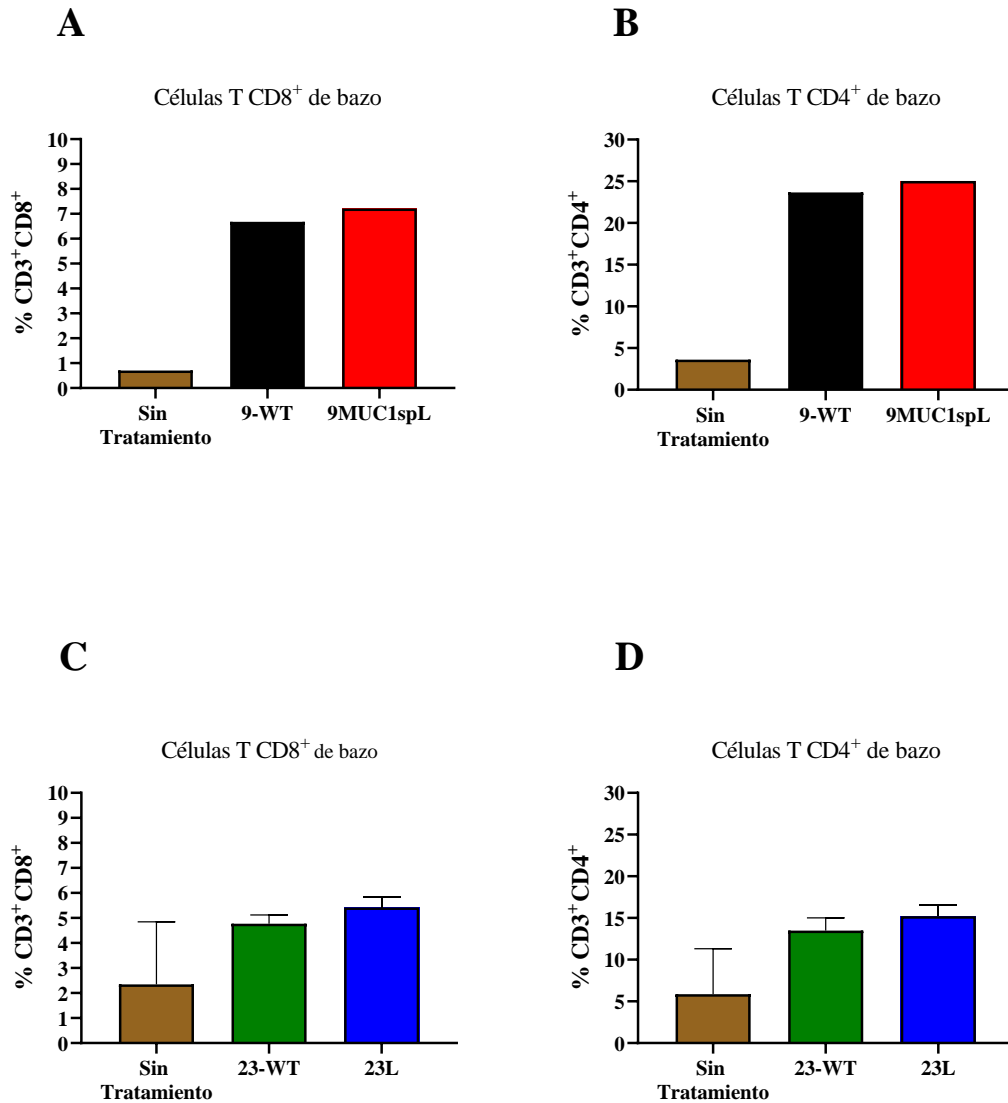 A
Células T CD8⁺ de bazo
% CD3⁺CD8⁺
10
9
8
7
6
5
4
3
2
1
0
Sin Tratamiento
9-WT
9MUC1spL
B
Células T CD4⁺ de bazo
% CD3⁺CD4⁺
30
25
20
15
10
5
0
Sin Tratamiento
9-WT
9MUC1spL
C
Células T CD8⁺ de bazo
% CD3⁺CD8⁺
10
9
8
7
6
5
4
3
2
1
0
Sin Tratamiento
23-WT
23L
D
Células T CD4⁺ de bazo
% CD3⁺CD4⁺
30
25
20
15
10
5
0
Sin Tratamiento
23-WT
23L